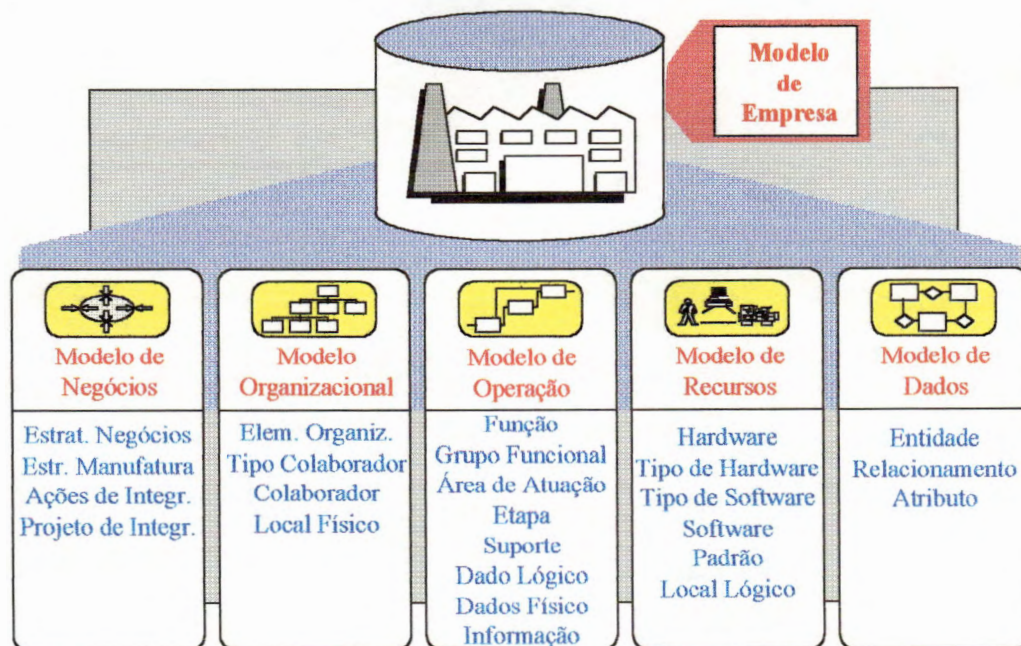 Modelo
de
Empresa
Modelo de
Negócios
Estrat. Negócios
Estr. Manufatura
Ações de Integr.
Projeto de Integr.
Modelo
Organizacional
Elem. Organiz.
Tipo Colaborador
Colaborador
Local Físico
Modelo de
Operação
Função
Grupo Funcional
Área de Atuação
Etapa
Suporte
Dado Lógico
Dados Físico
Informação
Modelo de
Recursos
Hardware
Tipo de Hardware
Tipo de Software
Software
Padrão
Local Lógico
Modelo de
Dados
Entidade
Relacionamento
Atributo